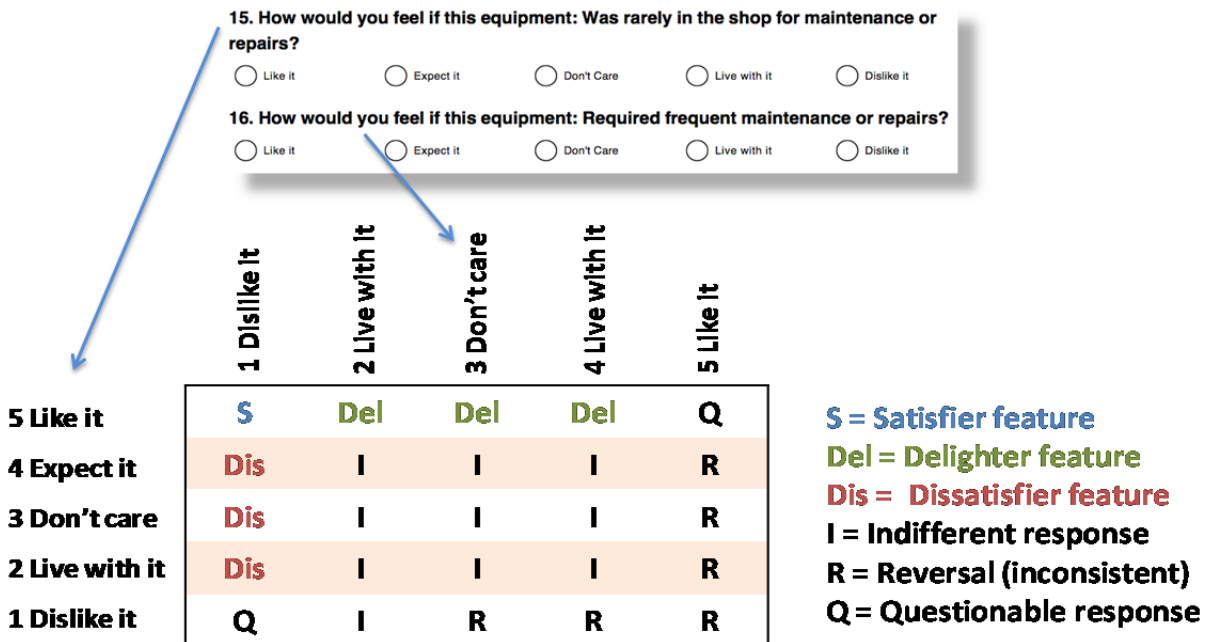 15. How would you feel if this equipment: Was rarely in the shop for maintenance or
repairs?
Like it Expect it Don't Care Live with it Dislike it
16. How would you feel if this equipment: Required frequent maintenance or repairs?
Like it Expect it Don't Care Live with it Dislike it
1 Dislike it
2 Live with it
3 Don't care
4 Live with it
5 Like it
5 Like it S Del Del Del Q
4 Expect it Dis I I I R
3 Don't care Dis I I I R
2 Live with it Dis I I I R
1 Dislike it Q I R R R
S = Satisfier feature
Del = Delighter feature
Dis = Dissatisfier feature
I = Indifferent response
R = Reversal (inconsistent)
Q = Questionable response